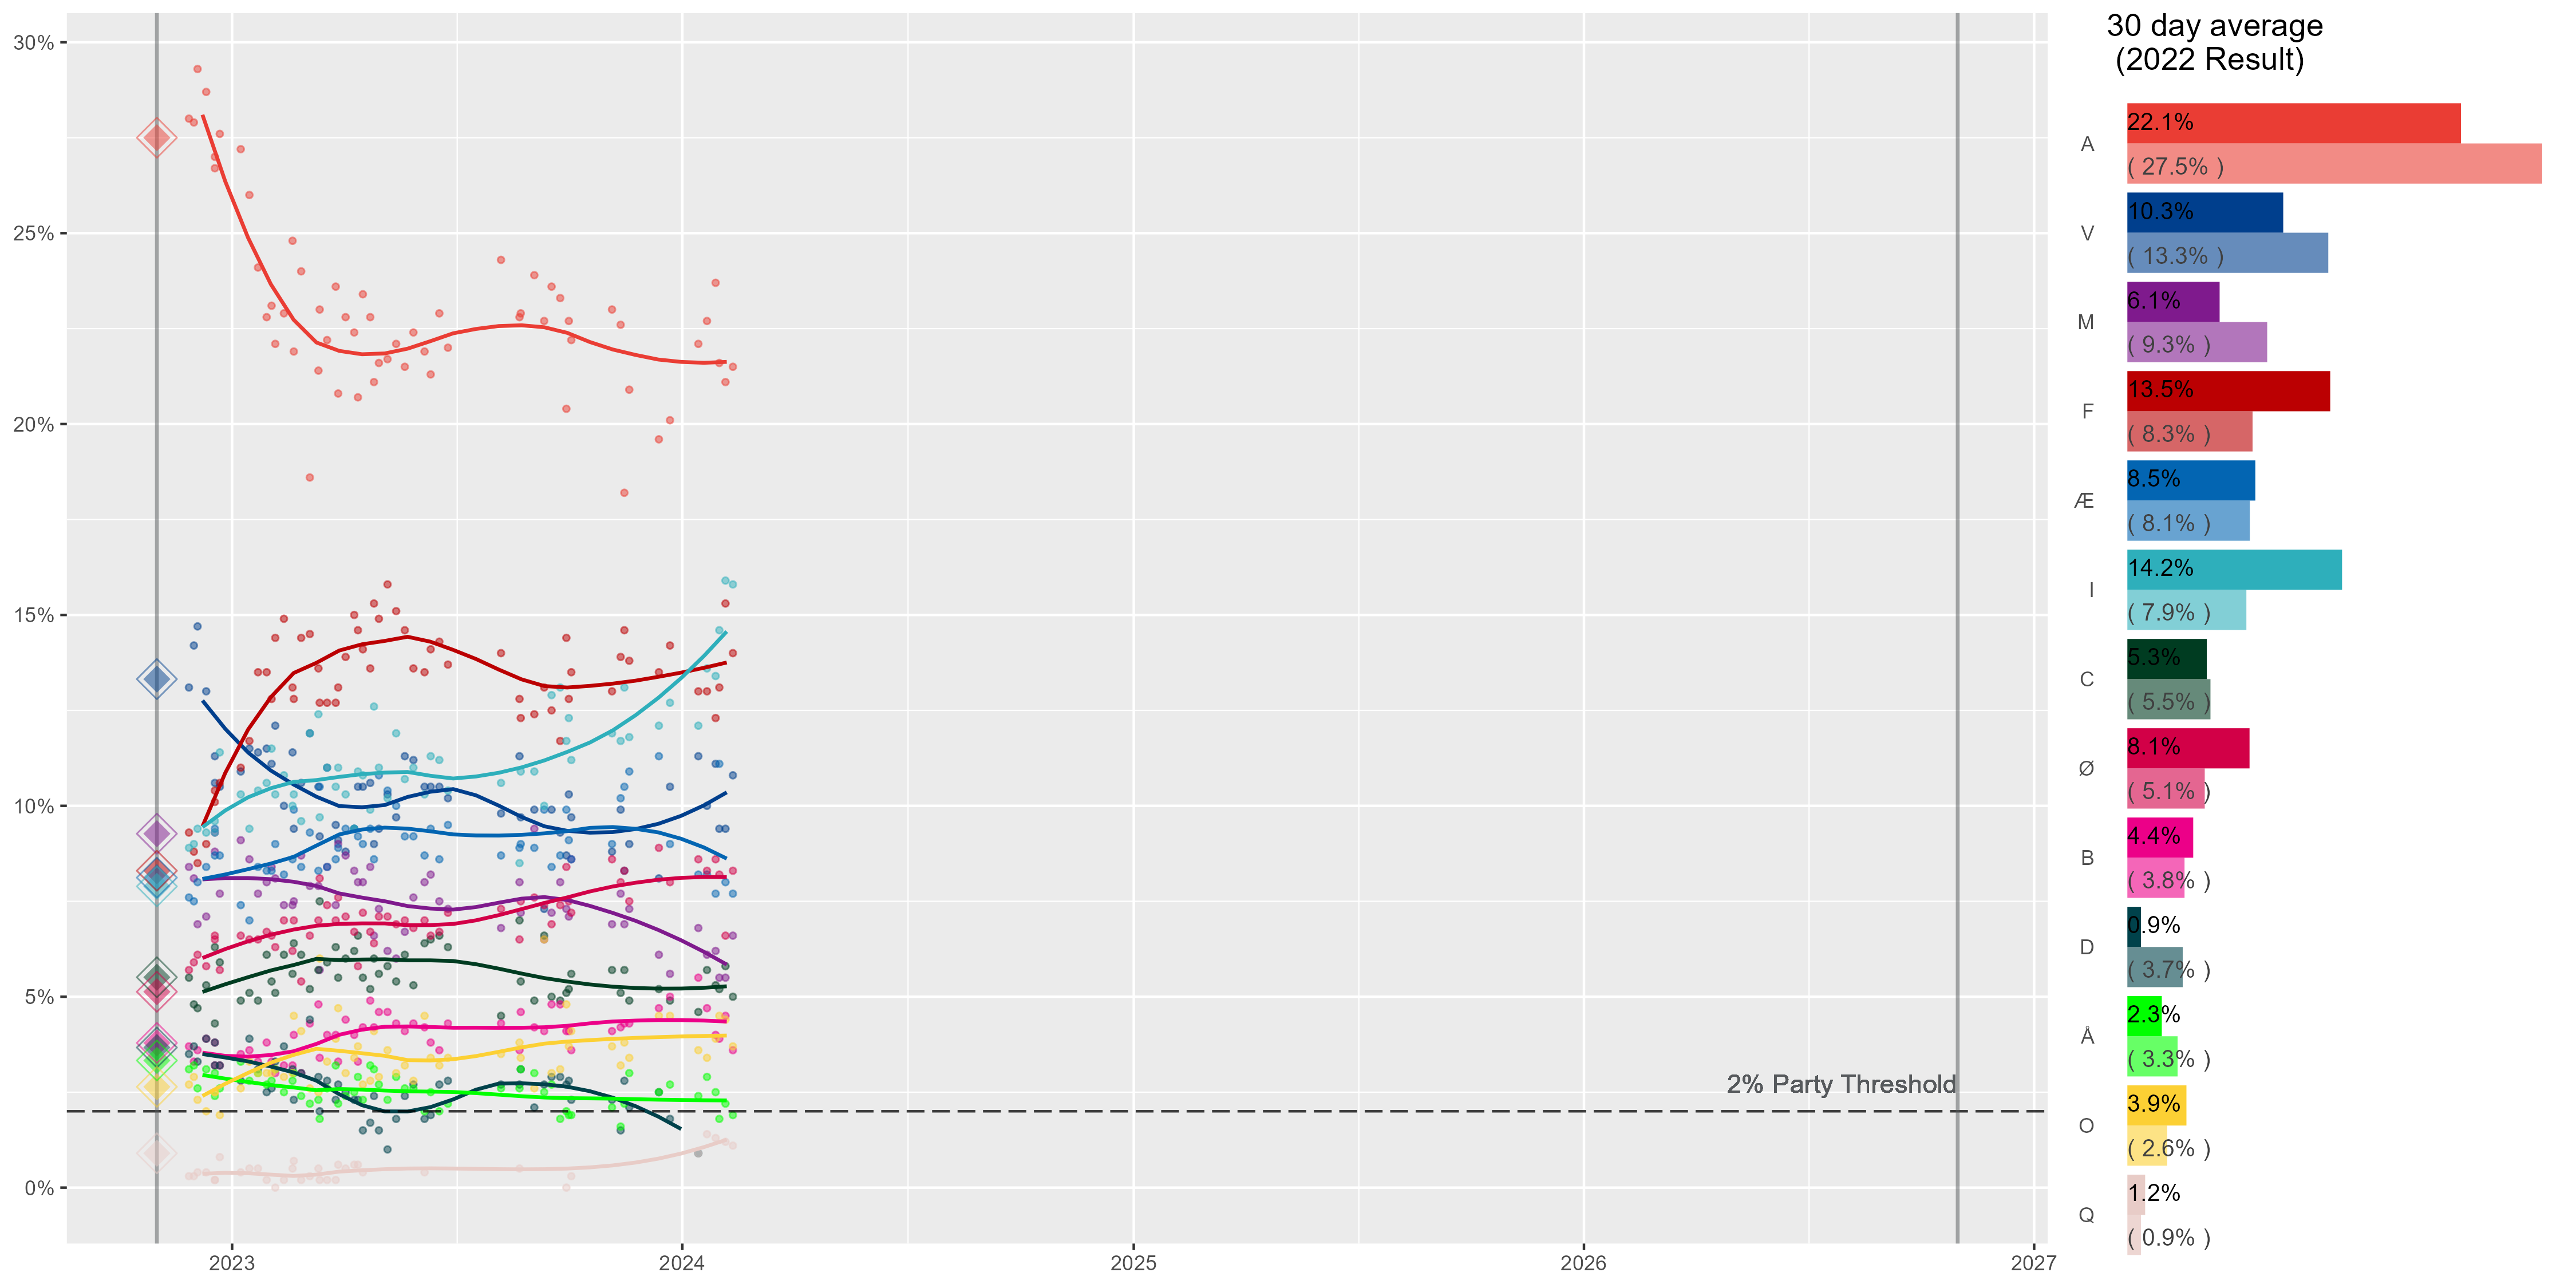 30%
25%
20%
15%
10%
5%
0%
2023
2024
2025
2026
2027
2% Party Threshold
30 day average
(2022 Result)
A
22.1%
( 27.5% )
V
10.3%
( 13.3% )
M
6.1%
( 9.3% )
F
13.5%
( 8.3% )
Æ
8.5%
( 8.1% )
I
14.2%
( 7.9% )
C
5.3%
( 5.5% )
Ø
8.1%
( 5.1% )
B
4.4%
( 3.8% )
D
0.9%
( 3.7% )
Å
2.3%
( 3.3% )
O
3.9%
( 2.6% )
Q
1.2%
( 0.9% )